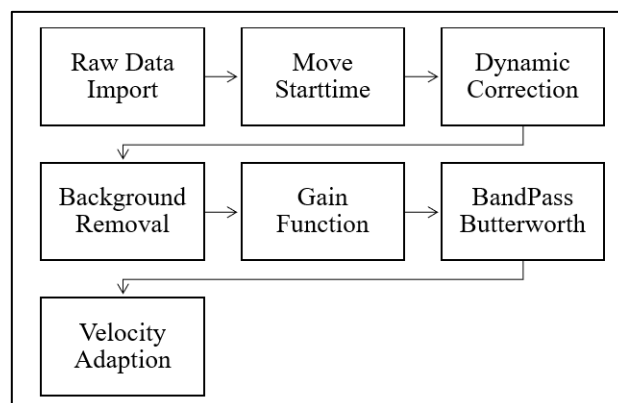 Raw Data
Import
Move
Starttime
Dynamic
Correction
Background
Removal
Gain
Function
BandPass
Butterworth
Velocity
Adaption